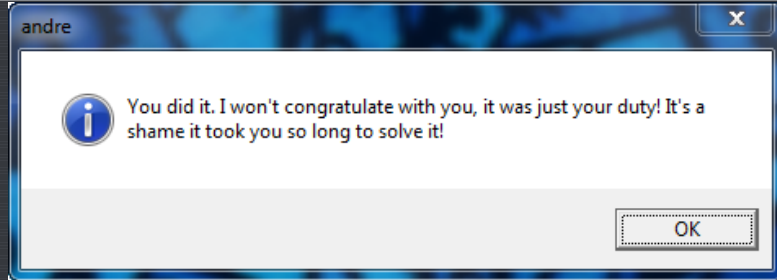 andre
You did it. I won't congratulate with you, it was just your duty! It's a
shame it took you so long to solve it!
OK